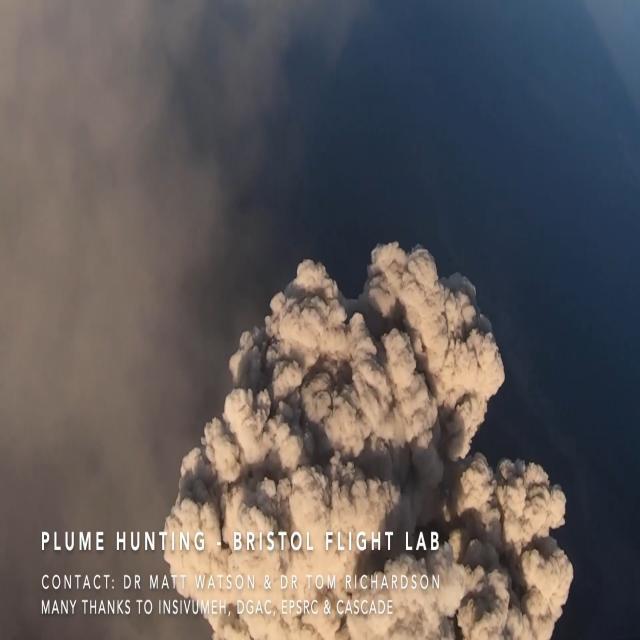 PLUME HUNTING - BRISTOL FLIGHT LAB
CONTACT: DR MATT WATSON & DR TOM RICHARDSON
MANY THANKS TO INSIVUMEH, DGAC, EPSRC & CASCADE